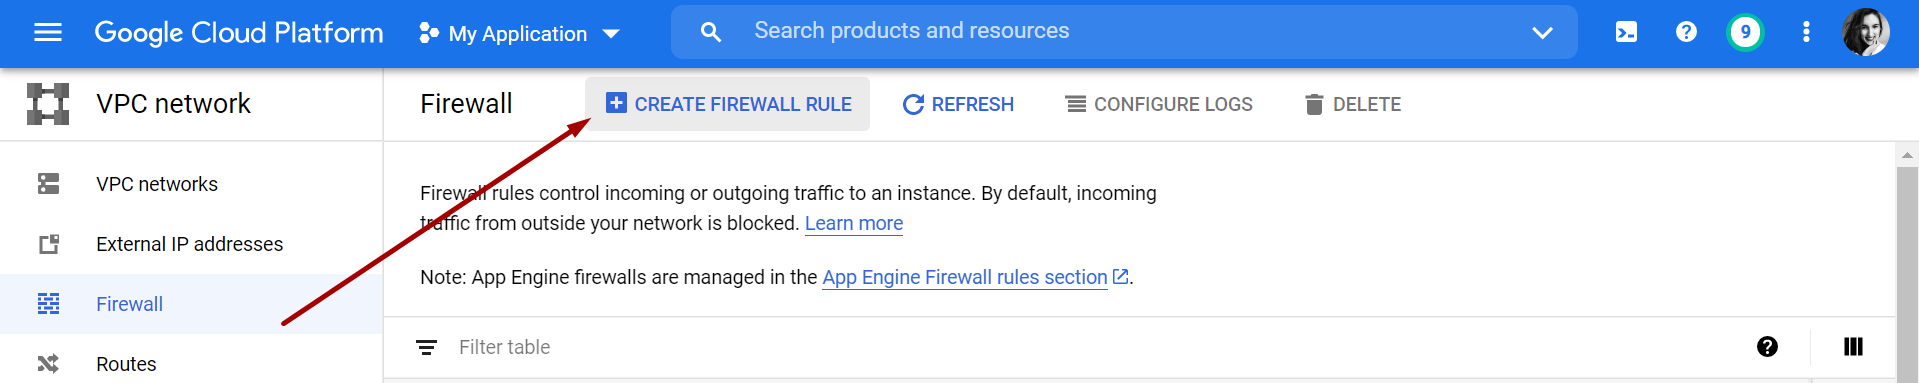 Google Cloud Platform My Application Search products and resources 9
VPC network Firewall CREATE FIREWALL RULE REFRESH CONFIGURE LOGS DELETE
VPC networks
External IP addresses
Firewall
Routes
Firewall rules control incoming or outgoing traffic to an instance. By default, incoming
traffic from outside your network is blocked. Learn more
Note: App Engine firewalls are managed in the App Engine Firewall rules section.
Filter table